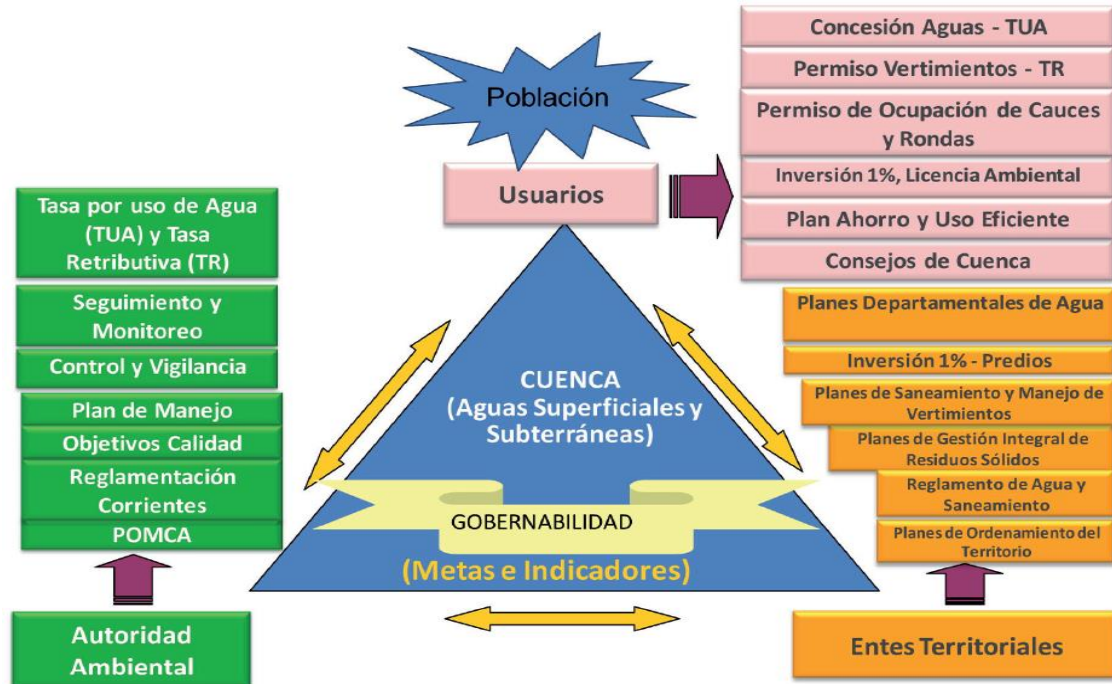 Población
Usuarios
Concesión Aguas - TUA
Permiso Vertimientos - TR
Permiso de Ocupación de Cauces
y Rondas
Inversión 1%, Licencia Ambiental
Plan Ahorro y Uso Eficiente
Consejos de Cuenca
Tasa por uso de Agua
(TUA) y Tasa
Retributiva (TR)
Seguimiento y
Monitoreo
Control y Vigilancia
Plan de Manejo
Objetivos Calidad
Reglamentación
Corrientes
POMCA
Autoridad
Ambiental
CUENCA
(Aguas Superficiales y
Subterráneas)
GOBERNABILIDAD
(Metas e Indicadores)
Planes Departamentales de Agua
Inversión 1% - Predios
Planes de Saneamiento y Manejo de
Vertimientos
Planes de Gestión Integral de
Residuos Sólidos
Reglamento de Agua y
Saneamiento
Planes de Ordenamiento del
Territorio
Entes Territoriales